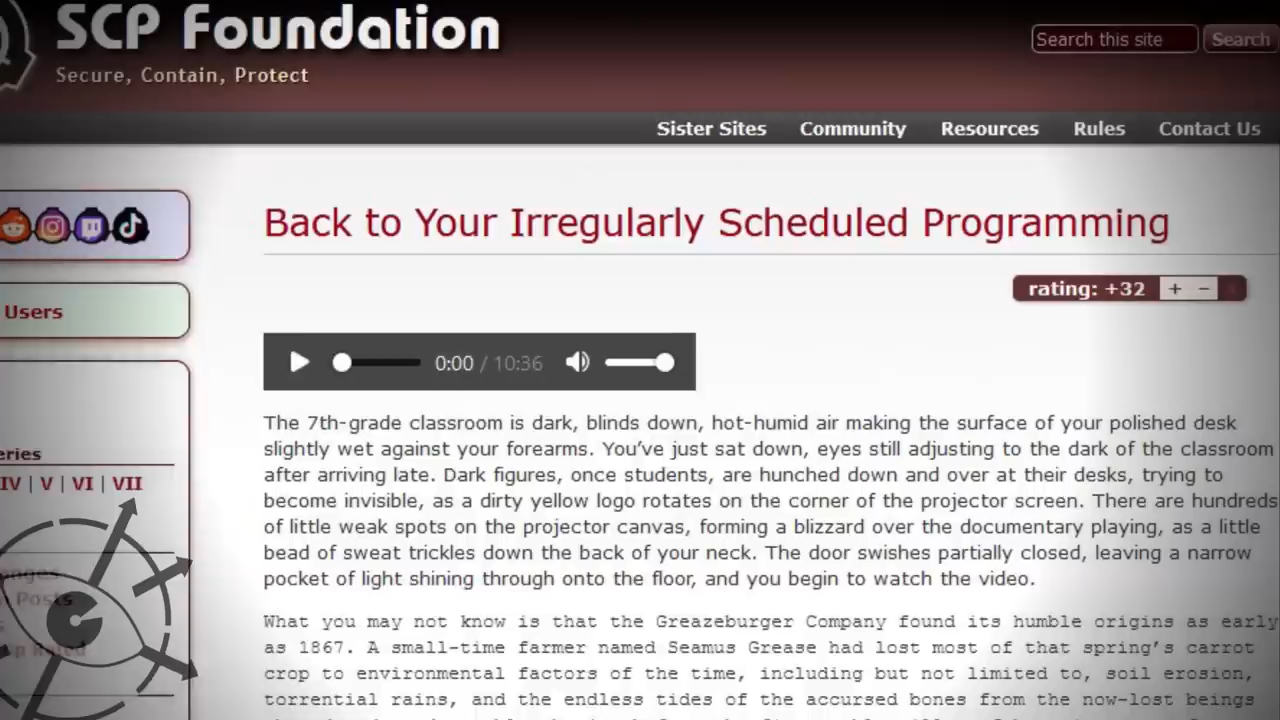 SCP Foundation
Secure, Contain, Protect
Search this site
Search
Sister Sites
Community
Resources
Rules
Contact Us
Back to Your Irregularly Scheduled Programming
rating: +32
+
−
Users
0:00 / 10:36
The 7th-grade classroom is dark, blinds down, hot-humid air making the surface of your polished desk
slightly wet against your forearms. You’ve just sat down, eyes still adjusting to the dark of the classroom
after arriving late. Dark figures, once students, are hunched down and over at their desks, trying to
become invisible, as a dirty yellow logo rotates on the corner of the projector screen. There are hundreds
of little weak spots on the projector canvas, forming a blizzard over the documentary playing, as a little
bead of sweat trickles down the back of your neck. The door swishes partially closed, leaving a narrow
pocket of light shining through onto the floor, and you begin to watch the video.
eries
IV | V | VI | VII
Posts
What you may not know is that the Greazeburger Company found its humble origins as early
as 1867. A small-time farmer named Seamus Grease had lost most of that spring’s carrot
crop to environmental factors of the time, including but not limited to, soil erosion,
torrential rains, and the endless tides of the accursed bones from the now-lost beings